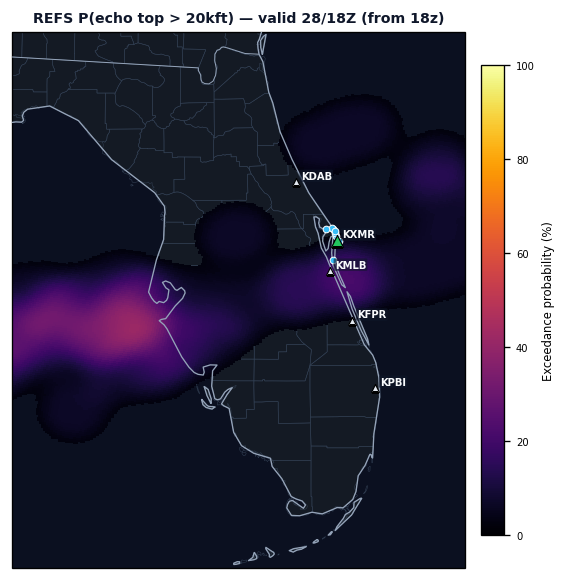 REFS P(echo top > 20kft) — valid 28/18Z (from 18z)
100
80
60
40
20
0
Exceedance probability (%)
KDAB
KXMR
KMLB
KFPR
KPBI